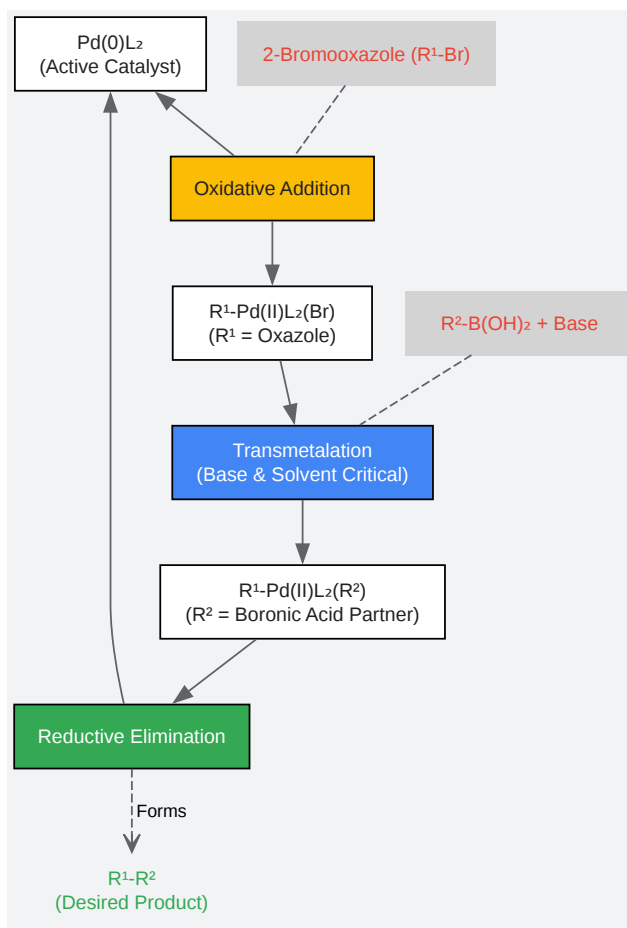 Pd(0)L₂
(Active Catalyst)
2-Bromooxazole (R¹-Br)
Oxidative Addition
R¹-Pd(II)L₂(Br)
(R¹ = Oxazole)
R²-B(OH)₂ + Base
Transmetalation
(Base & Solvent Critical)
R¹-Pd(II)L₂(R²)
(R² = Boronic Acid Partner)
Reductive Elimination
Forms
R¹-R²
(Desired Product)